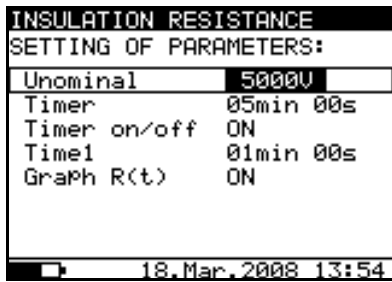 INSULATION RESISTANCE
SETTING OF PARAMETERS:
Unominal 5000V
Timer 05min 00s
Timer on/off ON
Time1 01min 00s
Graph R(t) ON
18.Mar.2008 13:54